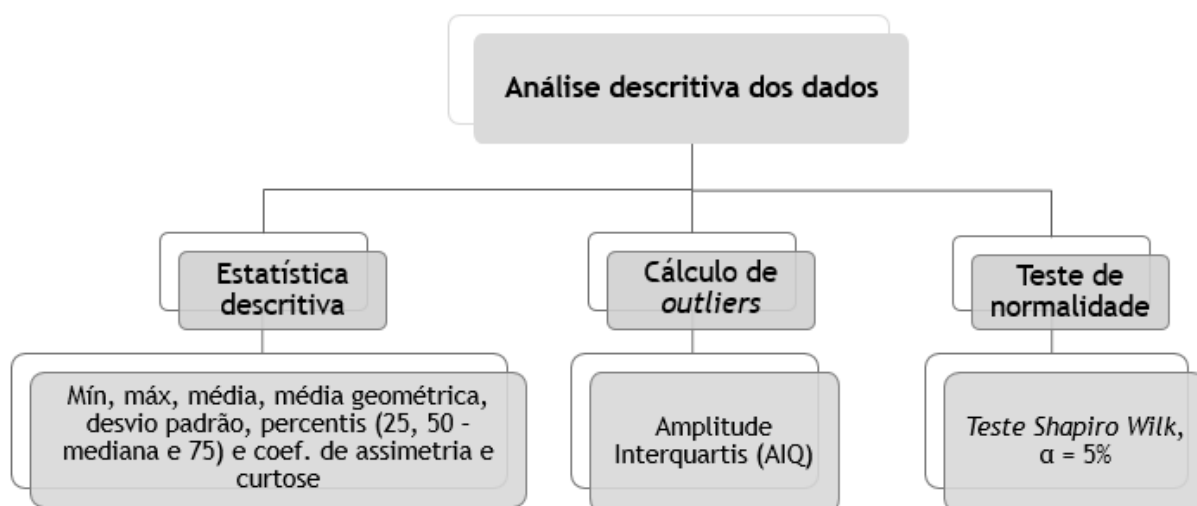 Análise descritiva dos dados
Estatística
descritiva
Cálculo de
outliers
Teste de
normalidade
Mín, máx, média, média geométrica,
desvio padrão, percentis (25, 50 -
mediana e 75) e coef. de assimetria e
curtose
Amplitude
Interquartis (AIQ)
Teste Shapiro Wilk,
α = 5%